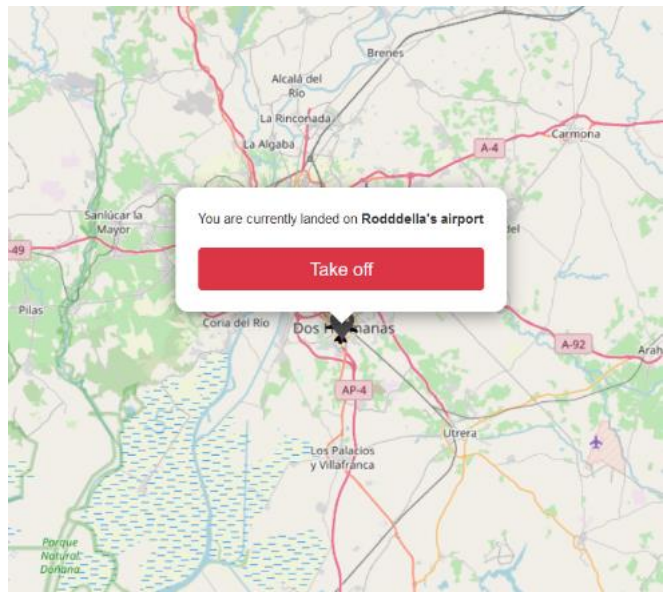 Brenes
Alcalá del
Río
La Rinconada
La Algaba
A-4
Carmona
Sanlúcar la
Mayor
You are currently landed on Rodddella's airport
Take off
-49
Pilas
Coria del Río
Dos H manas
A-92
Arah
AP-4
Utrera
Los Palacios
y Villafranca
Parque
Natural
Doñana